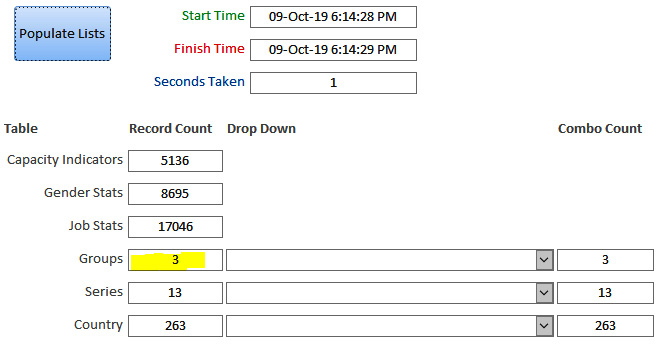 Populate Lists
Start Time 09-Oct-19 6:14:28 PM
Finish Time 09-Oct-19 6:14:29 PM
Seconds Taken 1
Table Record Count Drop Down Combo Count
Capacity Indicators 5136
Gender Stats 8695
Job Stats 17046
Groups 3 3
Series 13 13
Country 263 263